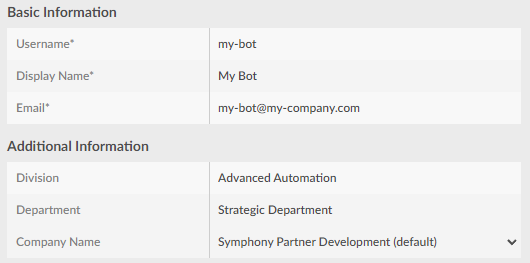 Basic Information
Username* my-bot
Display Name* My Bot
Email* my-bot@my-company.com
Additional Information
Division Advanced Automation
Department Strategic Department
Company Name Symphony Partner Development (default)